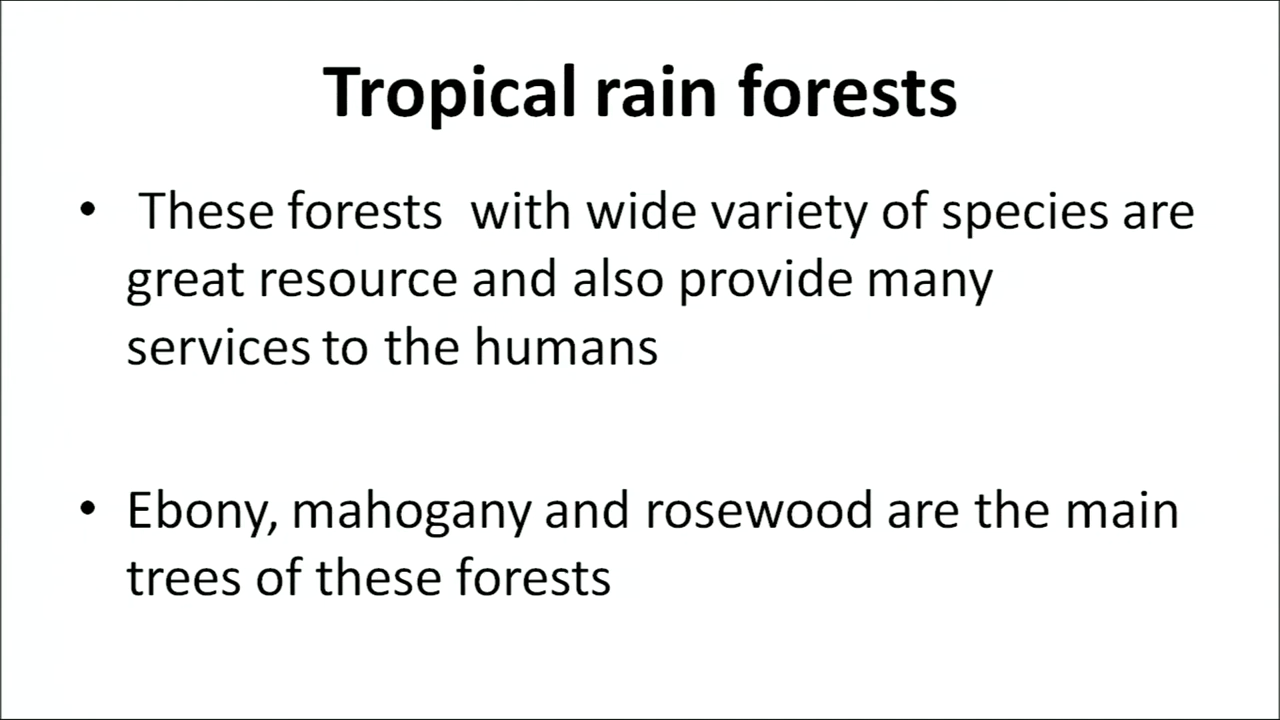 Tropical rain forests
• These forests with wide variety of species are
great resource and also provide many
services to the humans
• Ebony, mahogany and rosewood are the main
trees of these forests